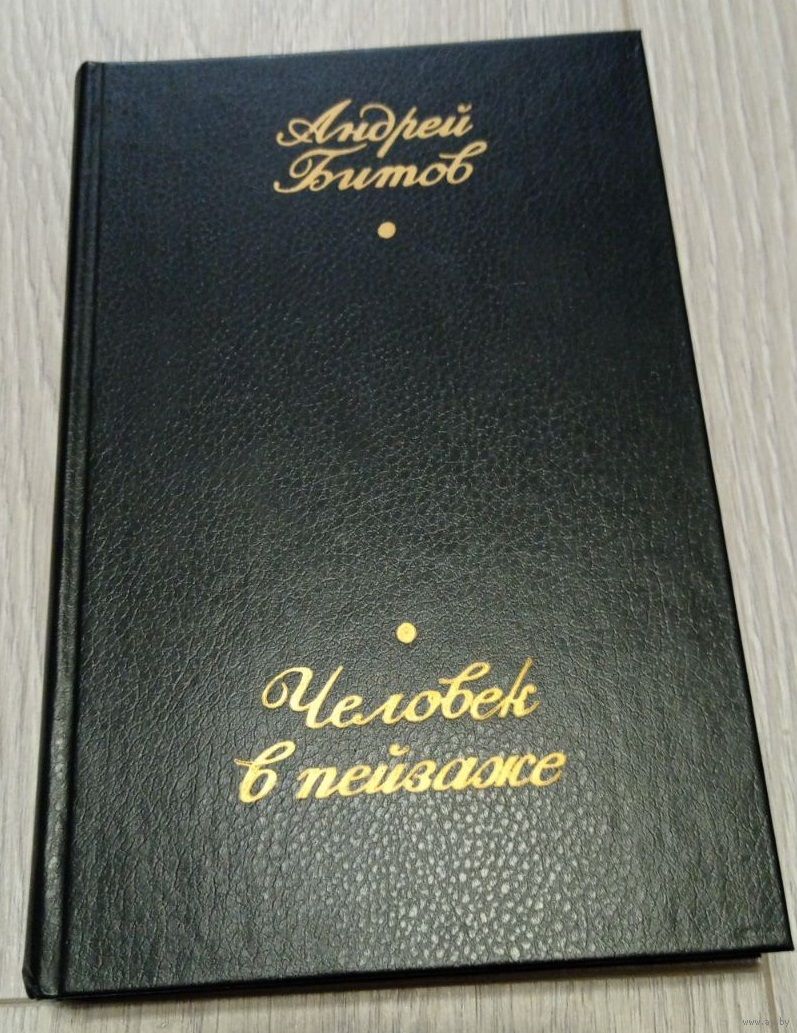 Андрей
Битов
Человек
в пейзаже